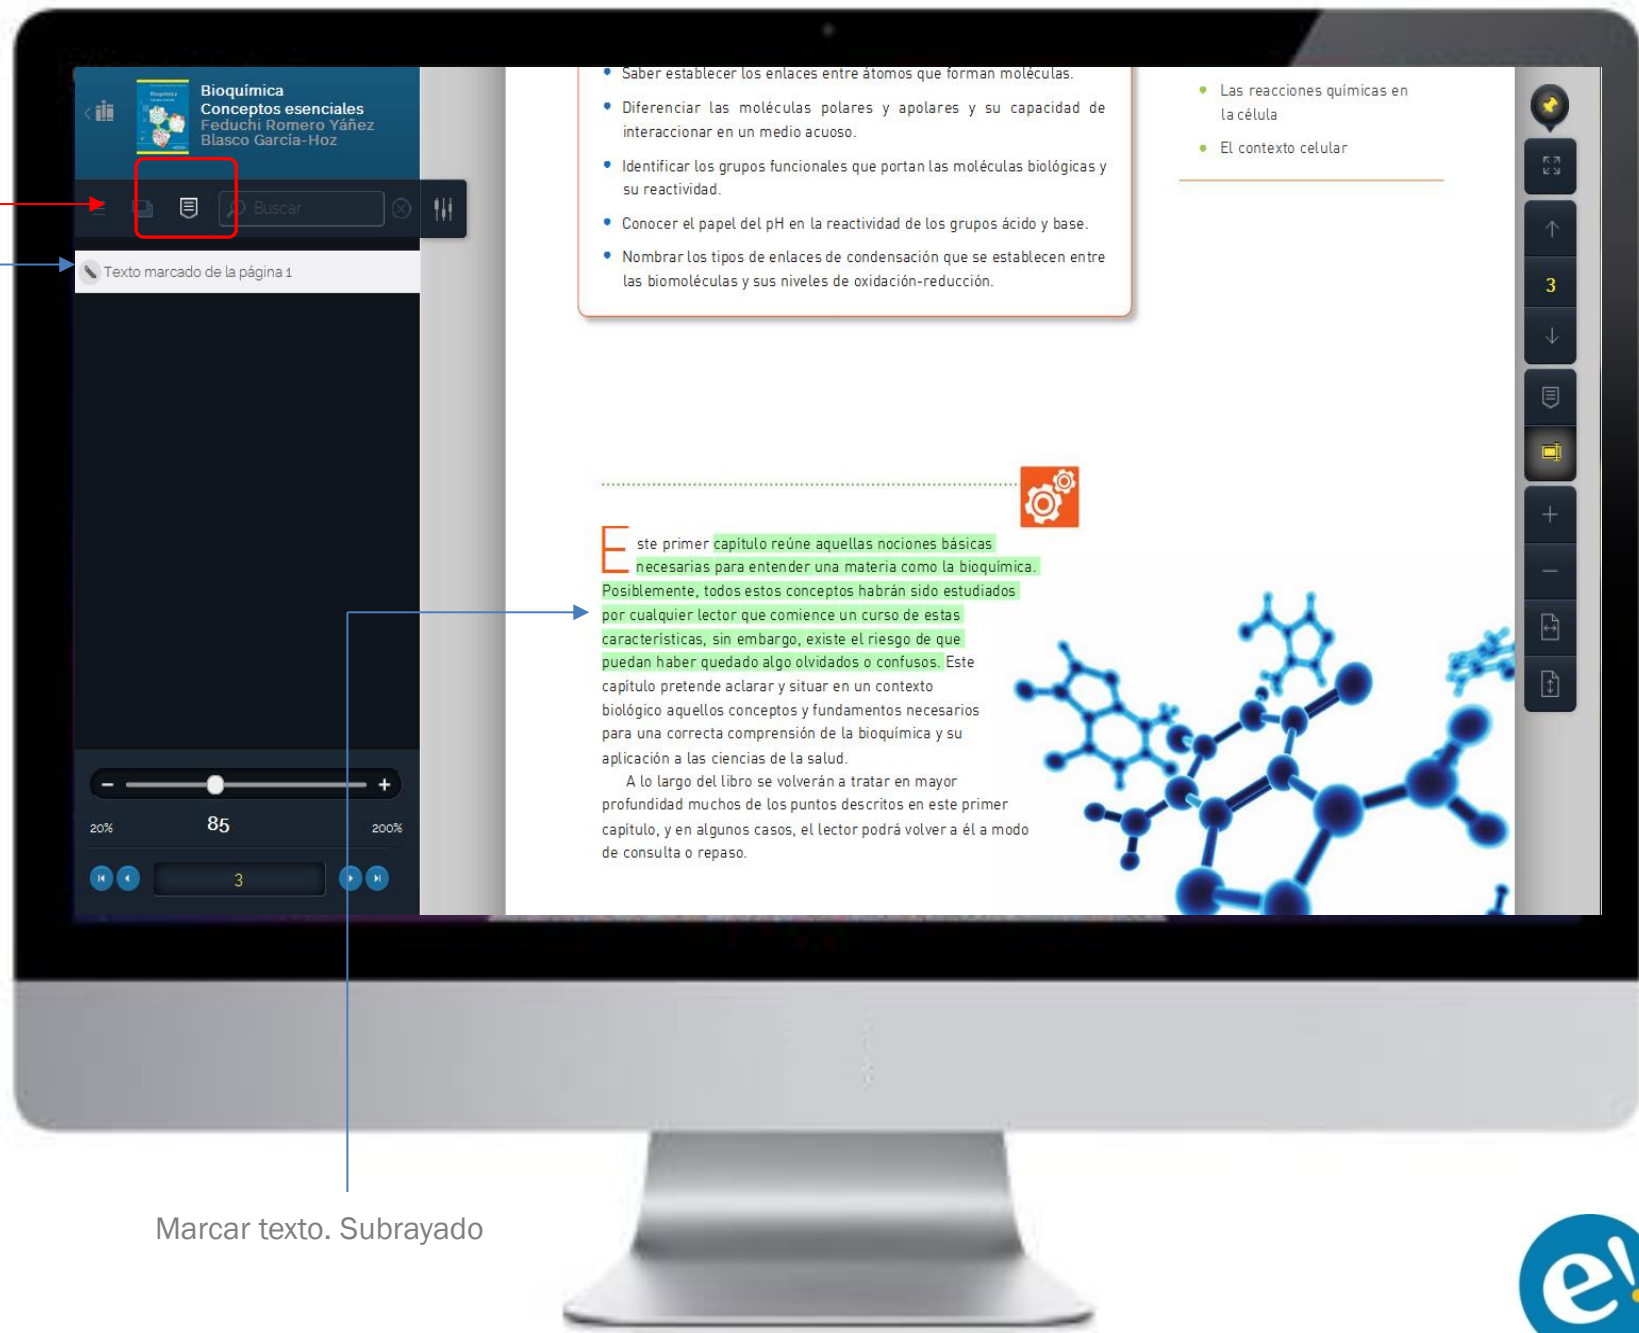 Bioquímica
Conceptos esenciales
Feduchi Romero Yáñez
Blasco García-Hoz
Buscar
Texto marcado de la página 1
20%
85
200%
3
Saber establecer los enlaces entre átomos que forman moléculas.
Diferenciar las moléculas polares y apolares y su capacidad de
interaccionar en un medio acuoso.
Identificar los grupos funcionales que portan las moléculas biológicas y
su reactividad.
Conocer el papel del pH en la reactividad de los grupos ácido y base.
Nombrar los tipos de enlaces de condensación que se establecen entre
las biomoléculas y sus niveles de oxidación-reducción.
Las reacciones químicas en
la célula
El contexto celular
Este primer capítulo reúne aquellas nociones básicas
necesarias para entender una materia como la bioquímica.
Posiblemente, todos estos conceptos habrán sido estudiados
por cualquier lector que comience un curso de estas
características, sin embargo, existe el riesgo de que
puedan haber quedado algo olvidados o confusos. Este
capítulo pretende aclarar y situar en un contexto
biológico aquellos conceptos y fundamentos necesarios
para una correcta comprensión de la bioquímica y su
aplicación a las ciencias de la salud.
A lo largo del libro se volverán a tratar en mayor
profundidad muchos de los puntos descritos en este primer
capítulo, y en algunos casos, el lector podrá volver a él a modo
de consulta o repaso.
3
Marcar texto. Subrayado
e!